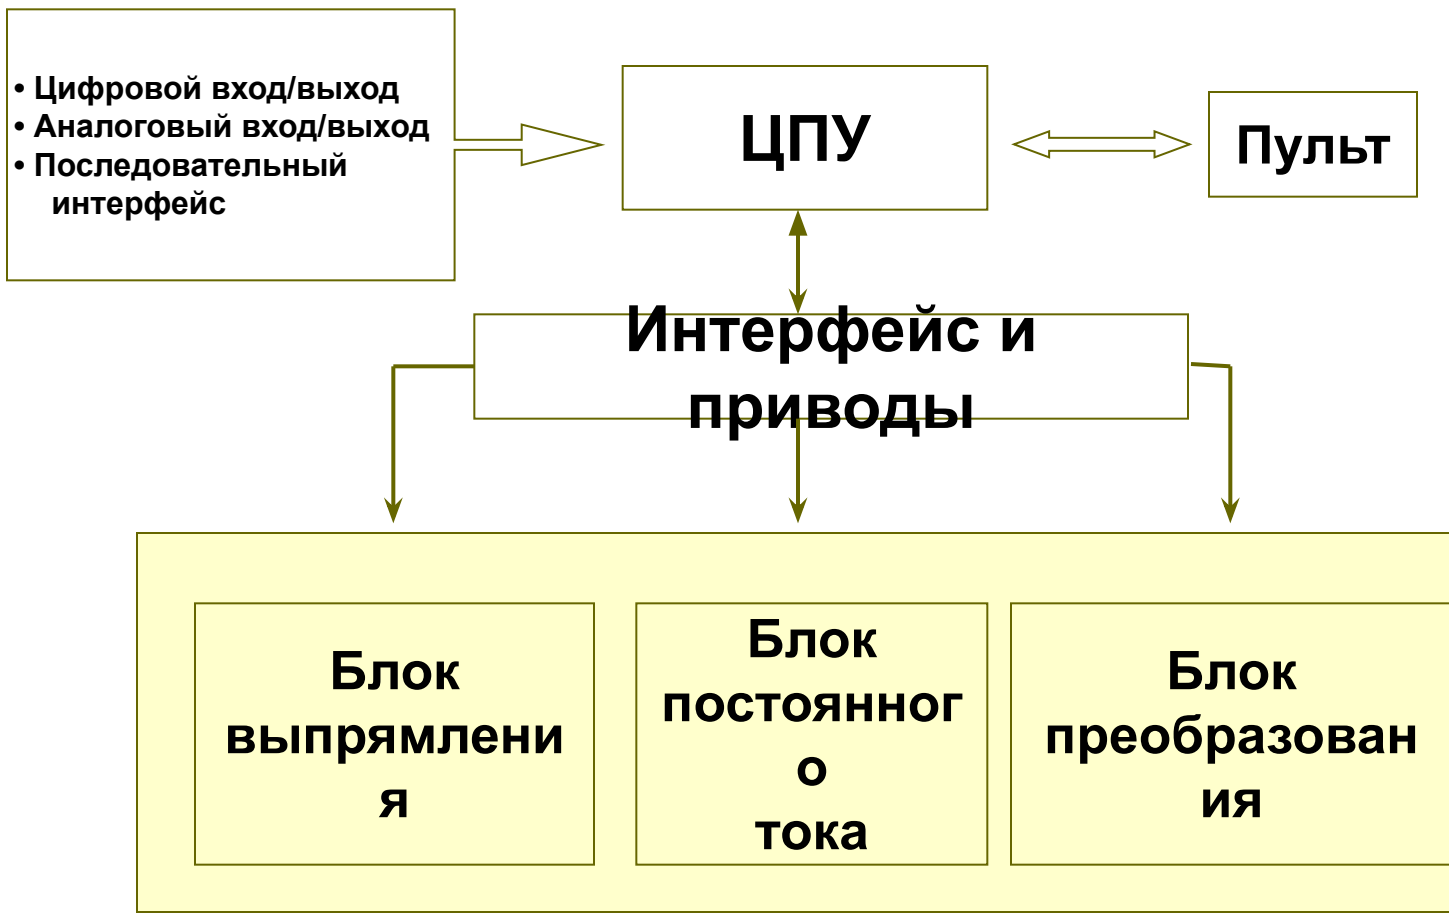 • Цифровой вход/выход
• Аналоговый вход/выход
• Последовательный
интерфейс
ЦПУ
Пульт
Интерфейс и
приводы
Блок
выпрямлени
я
Блок
постоянног
о
тока
Блок
преобразован
ия